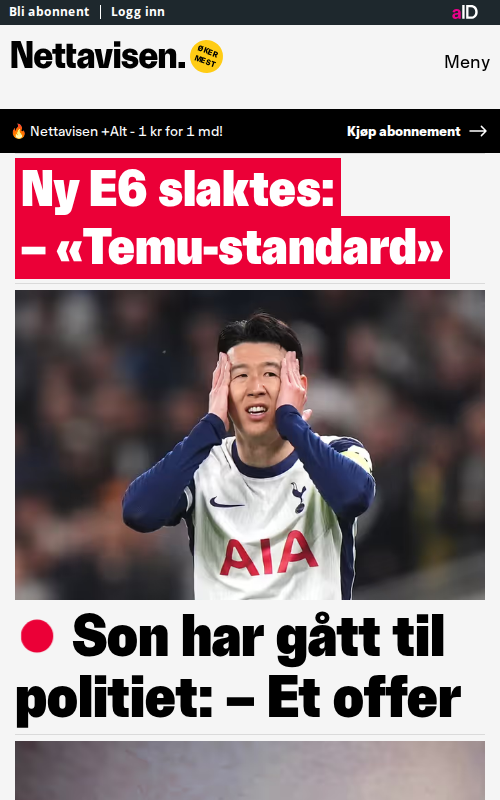 Bli abonnent | Logg inn
aID
Nettavisen.
ØKER
MEST
Meny
🔥 Nettavisen +Alt - 1 kr for 1 md!
Kjøp abonnement →
Ny E6 slaktes:
– «Temu-standard»
AIA
Son har gått til
politiet: – Et offer